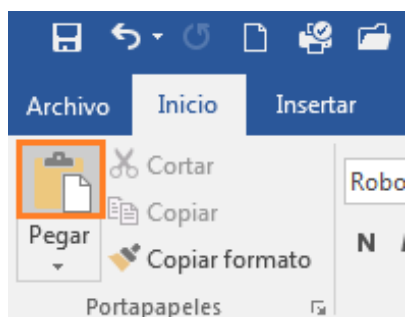 Archivo Inicio Insertar
Cortar
Copiar
Pegar
Copiar formato
Portapapeles
Robo
N